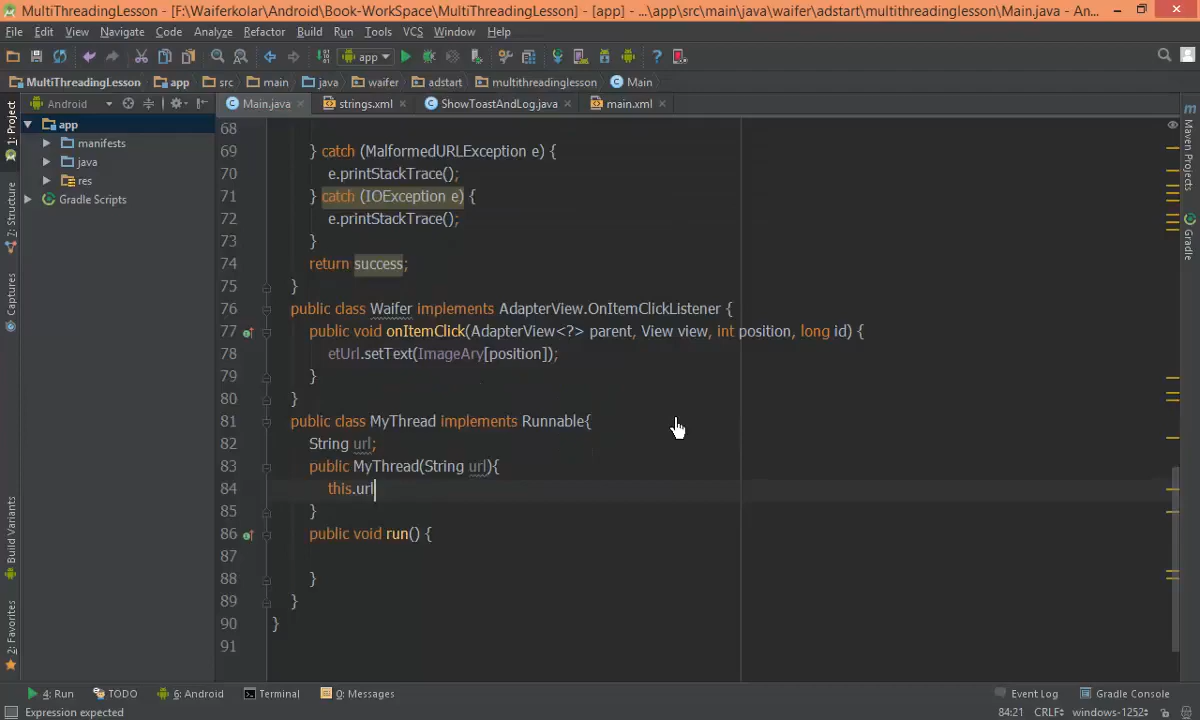 MultiThreadingLesson - [F:\Waiferkolar\Android\Book-WorkSpace\MultiThreadingLesson] - [app] - ...\app\src\main\java\waifer\adstart\multithreadinglesson\Main.java - An...
File Edit View Navigate Code Analyze Refactor Build Run Tools VCS Window Help
app
MultiThreadingLesson app src main java waifer adstart multithreadinglesson Main
Android Main.java strings.xml ShowToastAndLog.java main.xml
1: Project
7: Structure
Captures
Build Variants
2: Favorites
app
manifests
java
res
Gradle Scripts
68
69 } catch (MalformedURLException e) {
70 e.printStackTrace();
71 } catch (IOException e) {
72 e.printStackTrace();
73 }
74 return success;
75 }
76 public class Waifer implements AdapterView.OnItemClickListener {
77 public void onItemClick(AdapterView<?> parent, View view, int position, long id) {
78 etUrl.setText(ImageAry[position]);
79 }
80 }
81 public class MyThread implements Runnable{
82 String url;
83 public MyThread(String url){
84 this.url
85 }
86 public void run() {
87
88 }
89 }
90 }
91
Maven Projects
Gradle
4: Run TODO 6: Android Terminal 0: Messages Event Log Gradle Console
Expression expected 84:21 CRLF windows-1252